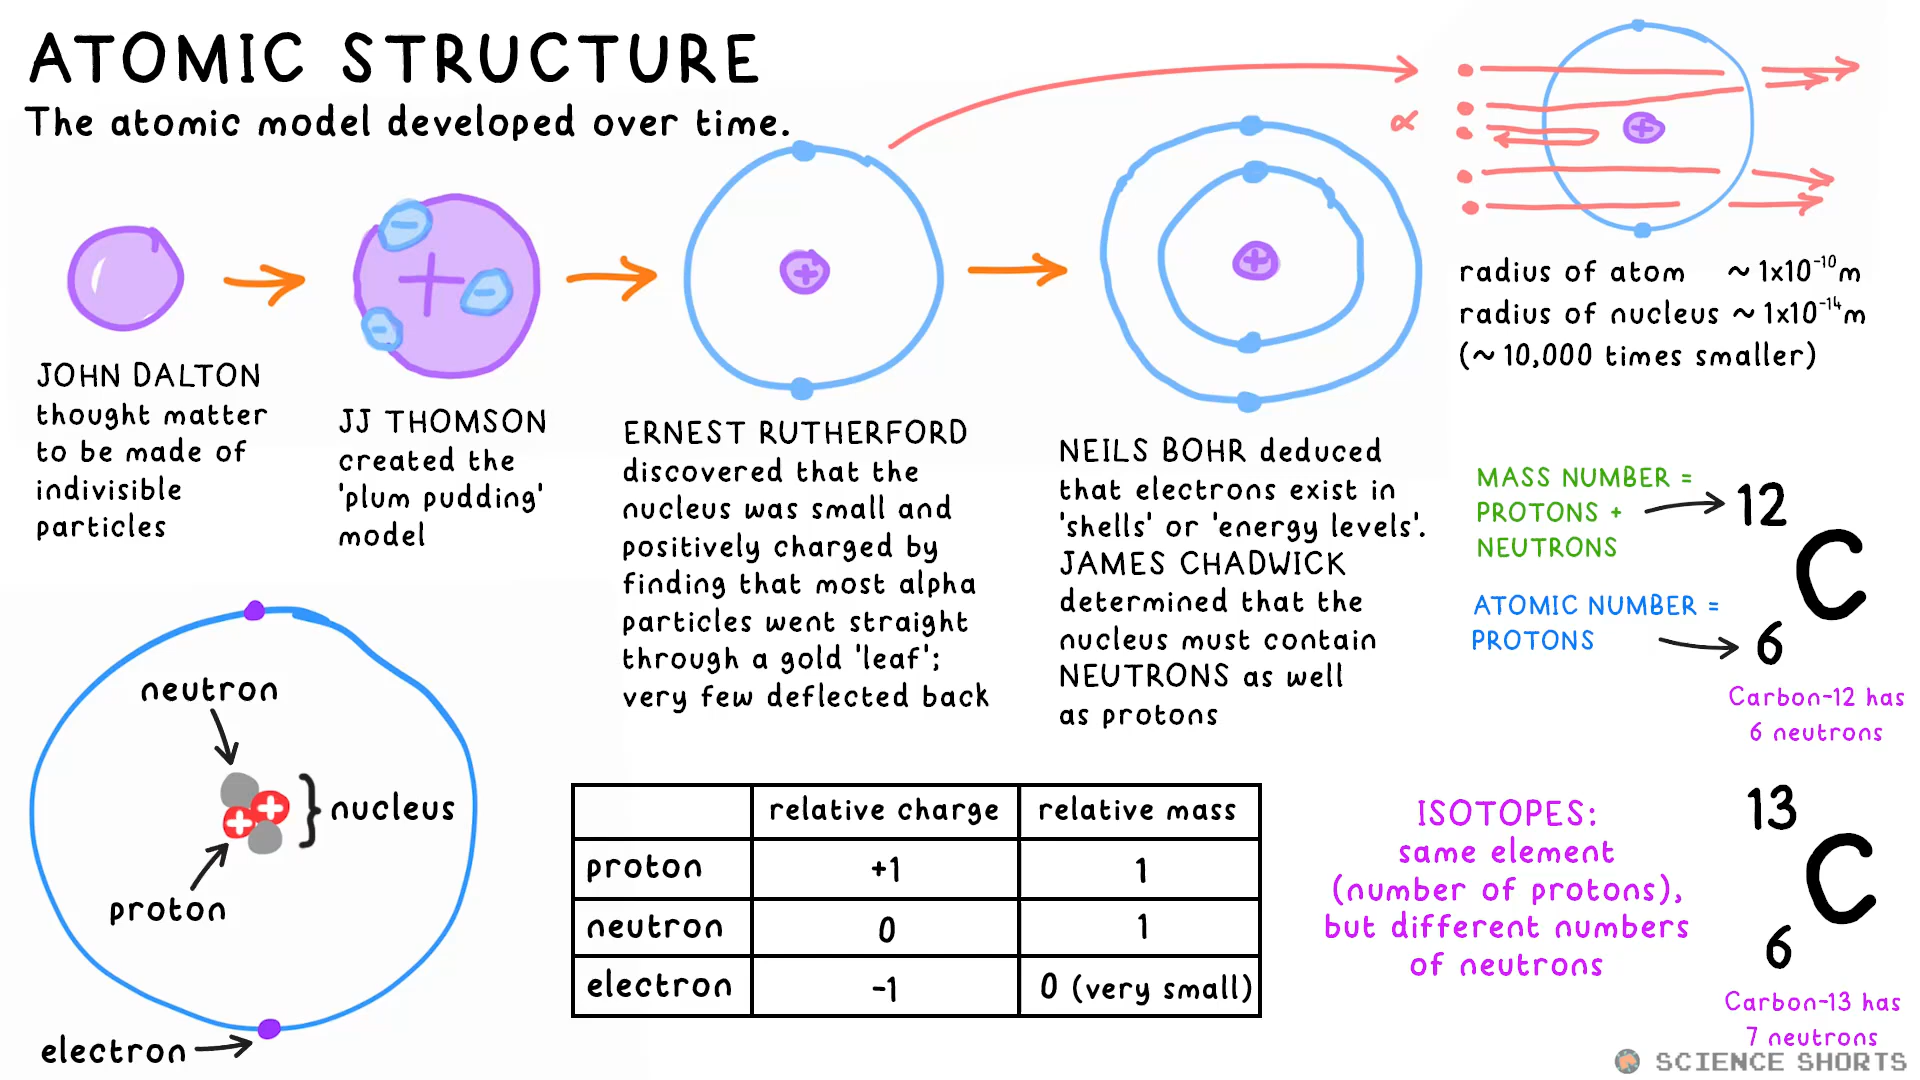 ATOMIC STRUCTURE
The atomic model developed over time.
JOHN DALTON
thought matter
to be made of
indivisible
particles
+
-
-
-
JJ THOMSON
created the
'plum pudding'
model
+
ERNEST RUTHERFORD
discovered that the
nucleus was small and
positively charged by
finding that most alpha
particles went straight
through a gold 'leaf';
very few deflected back
+
NEILS BOHR deduced
that electrons exist in
'shells' or 'energy levels'.
JAMES CHADWICK
determined that the
nucleus must contain
NEUTRONS as well
as protons
α
+
radius of atom ~ 1x10⁻¹⁰m
radius of nucleus ~ 1x10⁻¹⁴m
(~ 10,000 times smaller)
MASS NUMBER =
PROTONS +
NEUTRONS
12
C
ATOMIC NUMBER =
PROTONS
6
Carbon-12 has
6 neutrons
neutron
+
+
} nucleus
proton
electron
relative charge relative mass
proton +1 1
neutron 0 1
electron -1 0 (very small)
ISOTOPES:
same element
(number of protons),
but different numbers
of neutrons
13
C
6
Carbon-13 has
7 neutrons
SCIENCE SHORTS